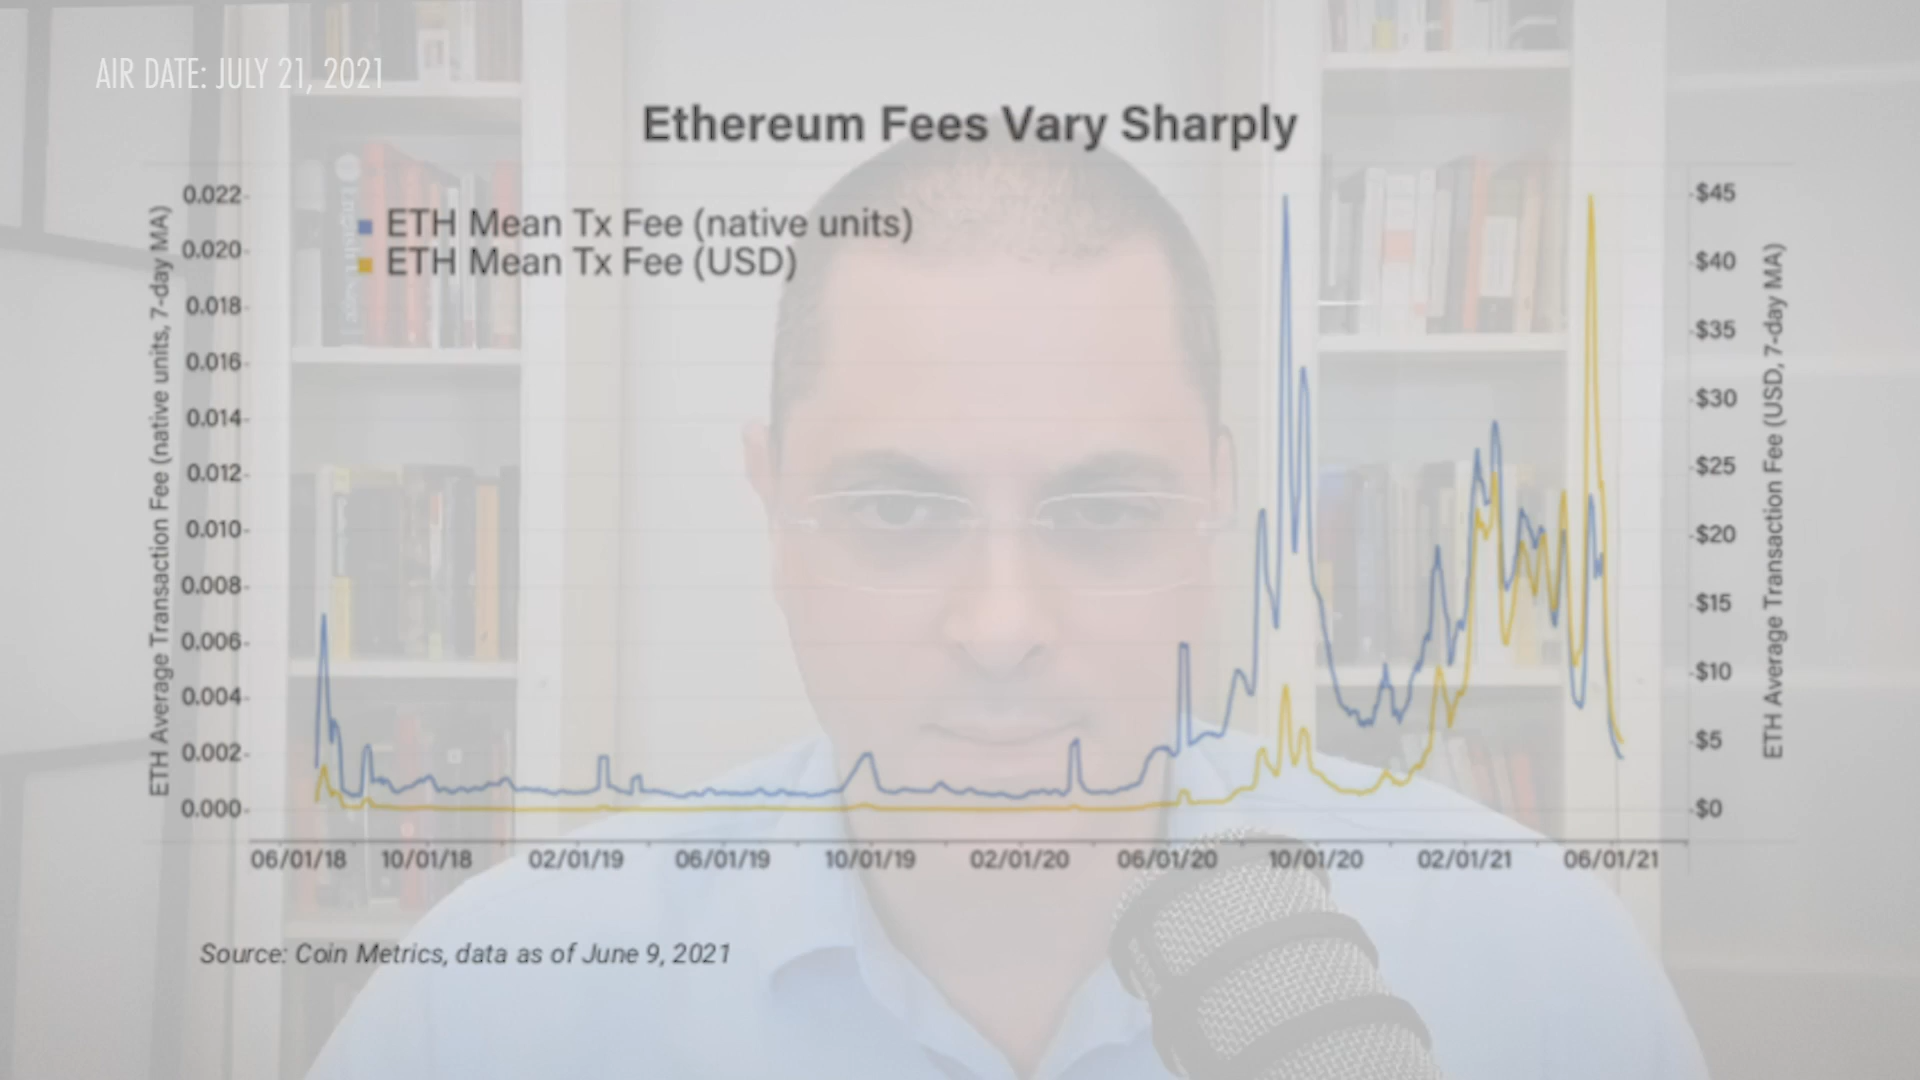 AIR DATE: JULY 21, 2021
Ethereum Fees Vary Sharply
ETH Mean Tx Fee (native units)
ETH Mean Tx Fee (USD)
ETH Average Transaction Fee (native units, 7-day MA)
0.022
0.020
0.018
0.016
0.014
0.012
0.010
0.008
0.006
0.004
0.002
0.000
$45
$40
$35
$30
$25
$20
$15
$10
$5
$0
ETH Average Transaction Fee (USD, 7-day MA)
06/01/18 10/01/18 02/01/19 06/01/19 10/01/19 02/01/20 06/01/20 10/01/20 02/01/21 06/01/21
Source: Coin Metrics, data as of June 9, 2021